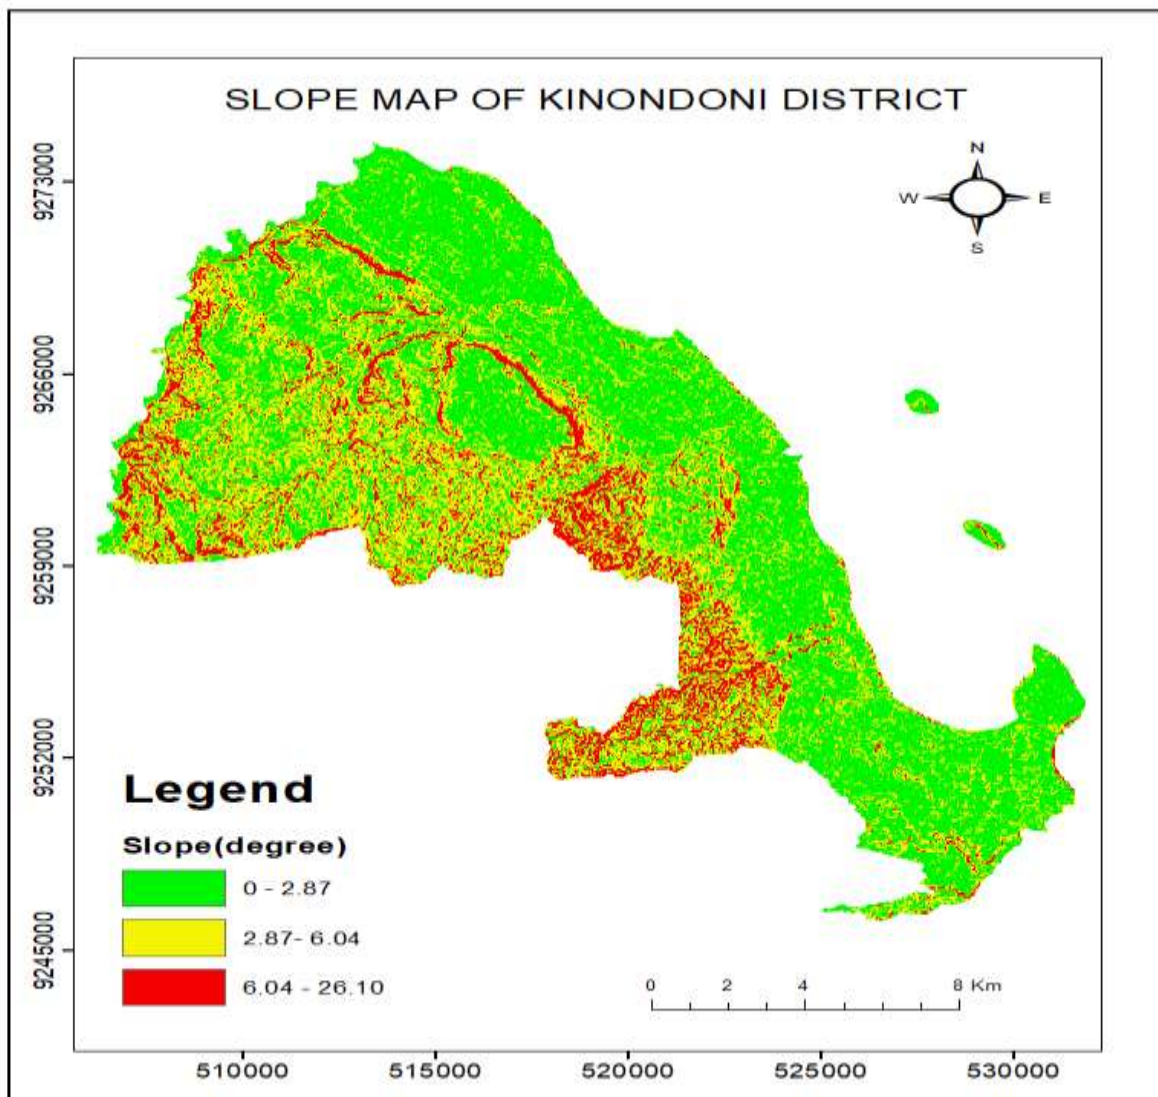 SLOPE MAP OF KINONDONI DISTRICT
N
W E
S
9273000
9266000
9259000
9252000
9245000
Legend
Slope(degree)
0 - 2.87
2.87- 6.04
6.04 - 26.10
0 2 4 8 Km
510000 515000 520000 525000 530000